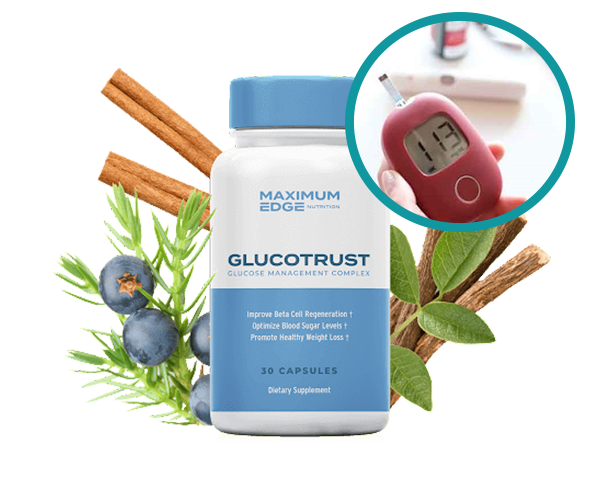 113
MAXIMUM
EDGE NUTRITION
GLUCOTRUST
GLUCOSE MANAGEMENT COMPLEX
Improve Beta Cell Regeneration ↑
Optimize Blood Sugar Levels ↑
Promote Healthy Weight Loss ↑
30 CAPSULES
Dietary Supplement